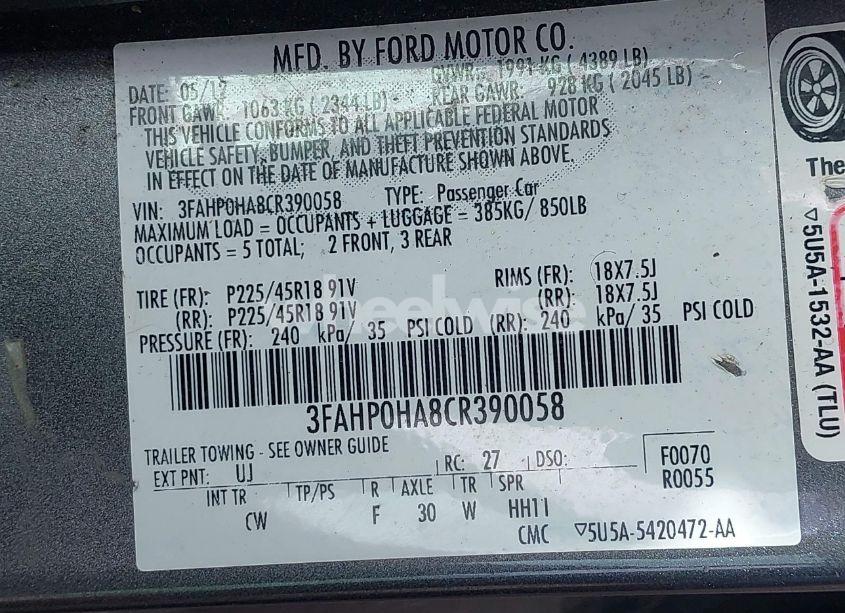 MFD. BY FORD MOTOR CO.
DATE: 05/12 GVWR: 1991 KG ( 4389 LB)
FRONT GAWR: 1063 KG ( 2344 LB) - REAR GAWR: 928 KG ( 2045 LB)
THIS VEHICLE CONFORMS TO ALL APPLICABLE FEDERAL MOTOR
VEHICLE SAFETY, BUMPER, AND THEFT PREVENTION STANDARDS
IN EFFECT ON THE DATE OF MANUFACTURE SHOWN ABOVE.
VIN: 3FAHP0HA8CR390058 TYPE: Passenger Car
MAXIMUM LOAD = OCCUPANTS + LUGGAGE = 385KG/ 850LB
OCCUPANTS = 5 TOTAL; 2 FRONT, 3 REAR
TIRE (FR): P225/45R18 91V RIMS (FR): 18X7.5J
(RR): P225/45R18 91V (RR): 18X7.5J
PRESSURE (FR): 240 kPa/ 35 PSI COLD (RR): 240 kPa/ 35 PSI COLD
3FAHP0HA8CR390058
TRAILER TOWING - SEE OWNER GUIDE
EXT PNT: UJ RC: 27 DSO: F0070
R0055
INT TR TP/PS R AXLE TR SPR
CW F 30 W HH11
CMC ▽5U5A-5420472-AA
The
▽5U5A-1532-AA (TLU)